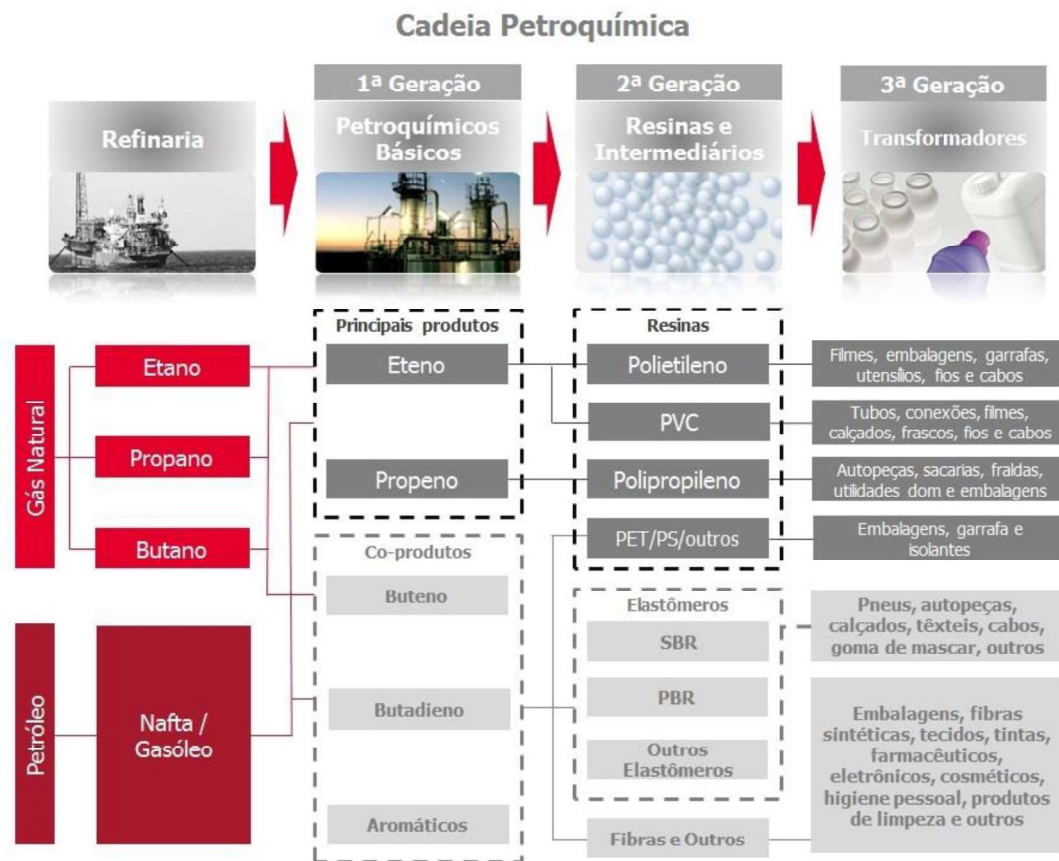 Cadeia Petroquímica
Refinaria
1ª Geração
Petroquímicos
Básicos
2ª Geração
Resinas e
Intermediários
3ª Geração
Transformadores
Gás Natural
Etano
Propano
Butano
Petróleo
Nafta /
Gasóleo
Principais produtos
Eteno
Propeno
Co-produtos
Buteno
Butadieno
Aromáticos
Resinas
Polietileno
PVC
Polipropileno
PET/PS/outros
Elastômeros
SBR
PBR
Outros
Elastômeros
Fibras e Outros
Filmes, embalagens, garrafas,
utensílios, fios e cabos
Tubos, conexões, filmes,
calçados, frascos, fios e cabos
Autopeças, sacarias, fraldas,
utilidades dom e embalagens
Embalagens, garrafa e
isolantes
Pneus, autopeças,
calçados, têxteis, cabos,
goma de mascar, outros
Embalagens, fibras
sintéticas, tecidos, tintas,
farmacêuticos,
eletrônicos, cosméticos,
higiene pessoal, produtos
de limpeza e outros